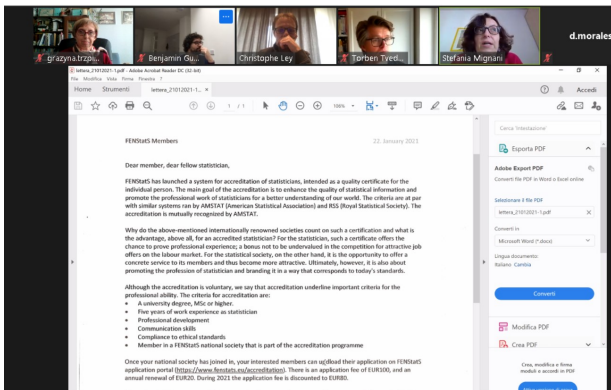 grazyna.trzpi...
Benjamin Gu...
Christophe Ley
Torben Tyed...
Stefania Mignani
d.morales
lettera_21012021-1.pdf - Adobe Acrobat Reader DC (32-bit)
File Modifica Vista Firma Finestra ?
Home Strumenti lettera_21012021-1.p... × Accedi
1 / 1 106%
FENStatS Members 22. January 2021
Dear member, dear fellow statistician,
FENStatS has launched a system for accreditation of statisticians, intended as a quality certificate for the
individual person. The main goal of the accreditation is to enhance the quality of statistical information and
promote the professional work of statisticians for a better understanding of our world. The criteria are at par
with similar systems ran by AMSTAT (American Statistical Association) and RSS (Royal Statistical Society). The
accreditation is mutually recognized by AMSTAT.
Why do the above-mentioned internationally renowned societies count on such a certification and what is
the advantage, above all, for an accredited statistician? For the statistician, such a certificate offers the
chance to prove professional experience; a bonus not to be undervalued in the competition for attractive job
offers on the labour market. For the statistical society, on the other hand, it is the opportunity to offer a
concrete service to its members and thus become more attractive. Ultimately, however, it is also about
promoting the profession of statistician and branding it in a way that corresponds to today's standards.
Although the accreditation is voluntary, we say that accreditation underline important criteria for the
professional ability. The criteria for accreditation are:
• A university degree, MSc or higher.
• Five years of work experience as statistician
• Professional development
• Communication skills
• Compliance to ethical standards
• Member in a FENStatS national society that is part of the accreditation programme
Once your national society has joined in, your interested members can upload their application on FENStatS
application portal (https://www.fenstats.eu/accreditation). There is an application fee of EUR100, and an
annual renewal of EUR20. During 2021 the application fee is discounted to EUR80.
Cerca 'Intestazione'
Esporta PDF
Adobe Export PDF
Converti file PDF in Word o Excel online
Selezionare il file PDF
lettera_21012021-1.pdf ×
Converti in
Microsoft Word (*.docx)
Lingua documento:
Italiano Cambia
Converti
Modifica PDF
Crea PDF
Crea, modifica e firma
moduli e accordi in PDF